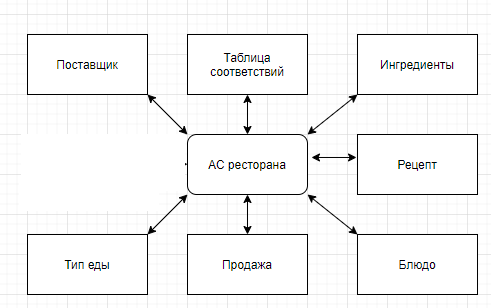 Поставщик
Таблица
соответствий
Ингредиенты
АС ресторана
Рецепт
Тип еды
Продажа
Блюдо